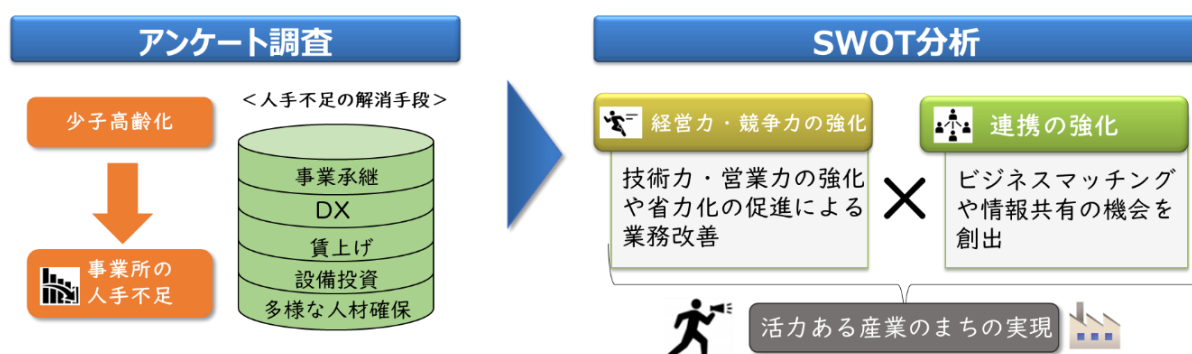 アンケート調査
少子高齢化
事業所の
人手不足
<人手不足の解消手段>
事業承継
DX
賃上げ
設備投資
多様な人材確保
SWOT分析
経営力・競争力の強化
技術力・営業力の強化
や省力化の促進による
業務改善
連携の強化
ビジネスマッチング
や情報共有の機会を
創出
活力ある産業のまちの実現